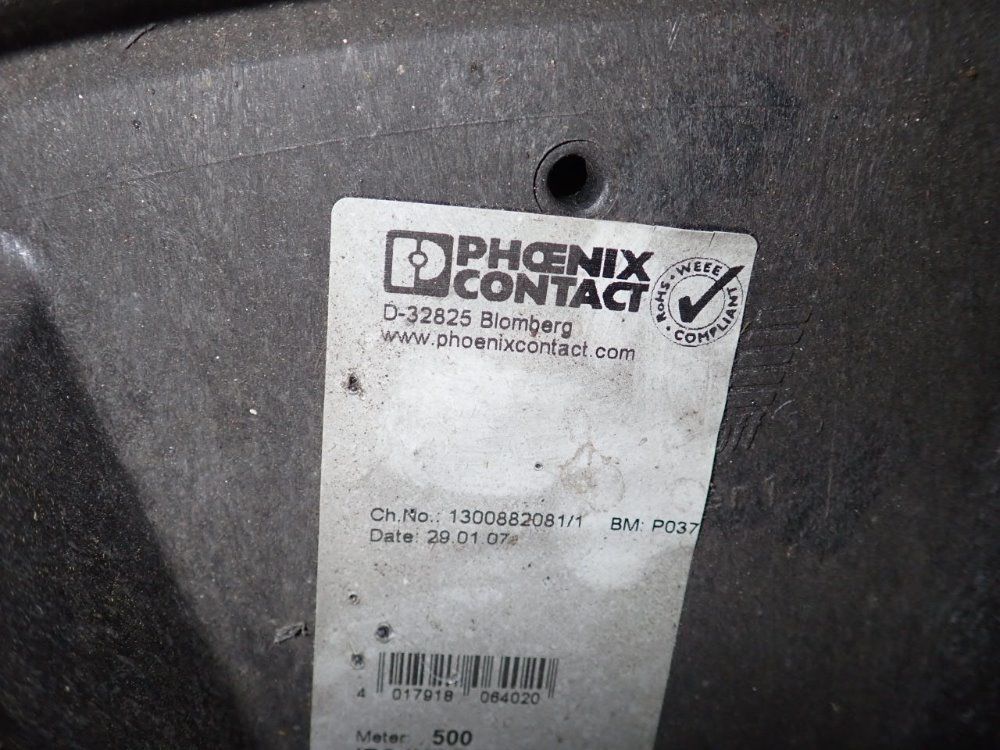 PHŒNIX
CONTACT
RoHS · WEEE · COMPLIANT
D-32825 Blomberg
www.phoenixcontact.com
Ch.No.: 1300882081/1 BM: P037
Date: 29.01.07
4 017918 064020
Meter: 500